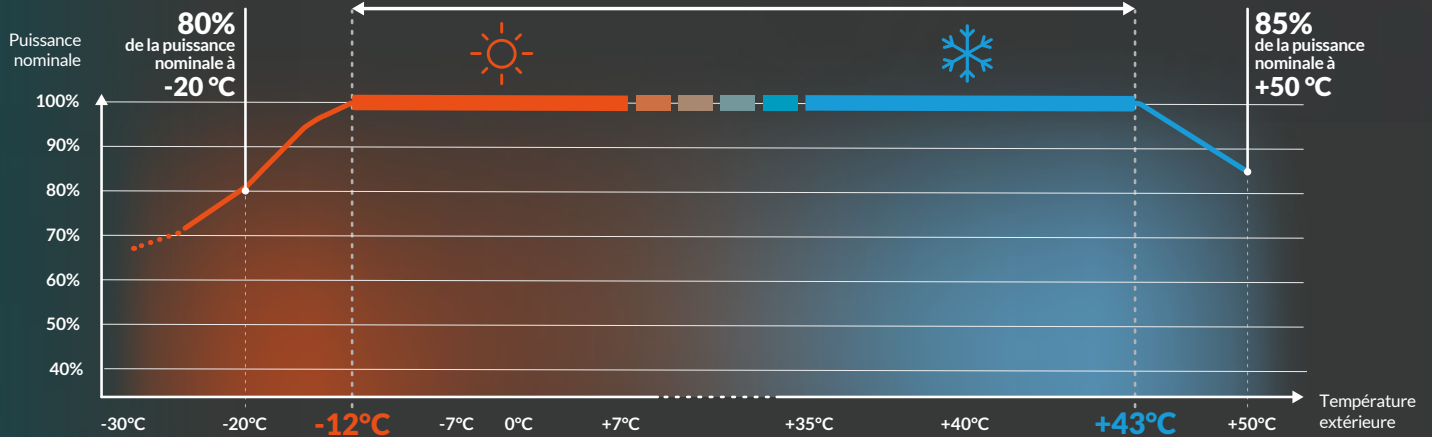 Puissance
nominale
80%
de la puissance
nominale à
-20 °C
85%
de la puissance
nominale à
+50 °C
100%
90%
80%
70%
60%
50%
40%
-30°C
-20°C
-12°C
-7°C
0°C
+7°C
+35°C
+40°C
+43°C
+50°C
Température
extérieure